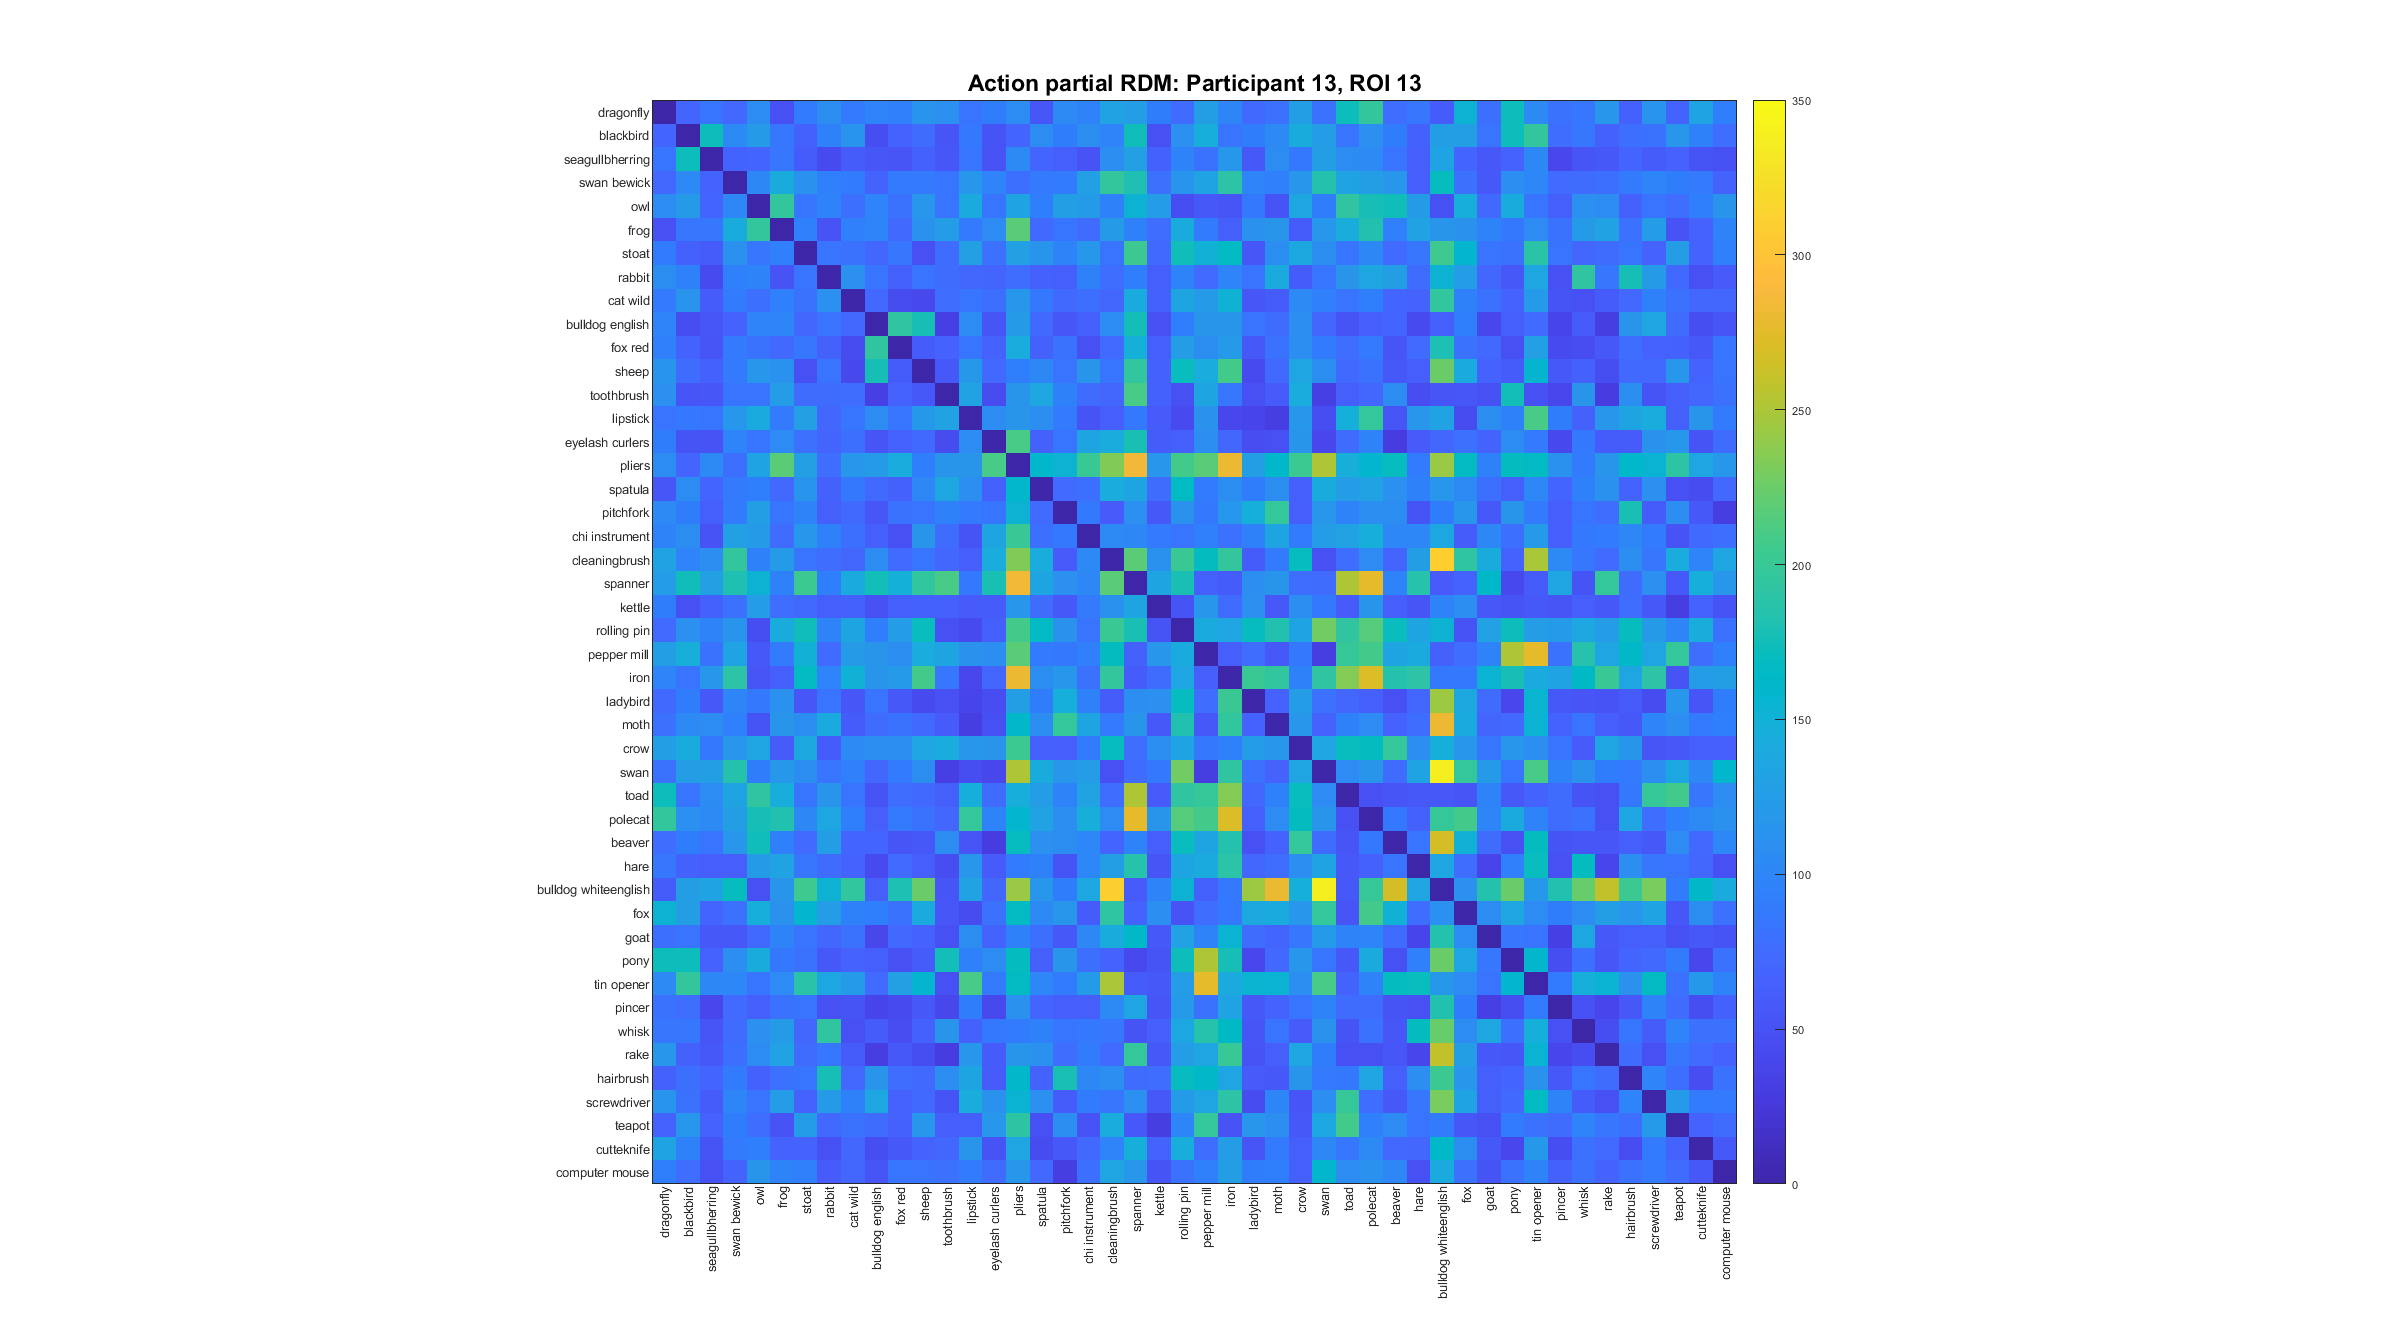 Action partial RDM: Participant 13, ROI 13
dragonfly
blackbird
seagullbherring
swan bewick
owl
frog
stoat
rabbit
cat wild
bulldog english
fox red
sheep
toothbrush
lipstick
eyelash curlers
pliers
spatula
pitchfork
chi instrument
cleaningbrush
spanner
kettle
rolling pin
pepper mill
iron
ladybird
moth
crow
swan
toad
polecat
beaver
hare
bulldog whiteenglish
fox
goat
pony
tin opener
pincer
whisk
rake
hairbrush
screwdriver
teapot
cutteknife
computer mouse
dragonfly
blackbird
seagullbherring
swan bewick
owl
frog
stoat
rabbit
cat wild
bulldog english
fox red
sheep
toothbrush
lipstick
eyelash curlers
pliers
spatula
pitchfork
chi instrument
cleaningbrush
spanner
kettle
rolling pin
pepper mill
iron
ladybird
moth
crow
swan
toad
polecat
beaver
hare
bulldog whiteenglish
fox
goat
pony
tin opener
pincer
whisk
rake
hairbrush
screwdriver
teapot
cutteknife
computer mouse
350
300
250
200
150
100
50
0